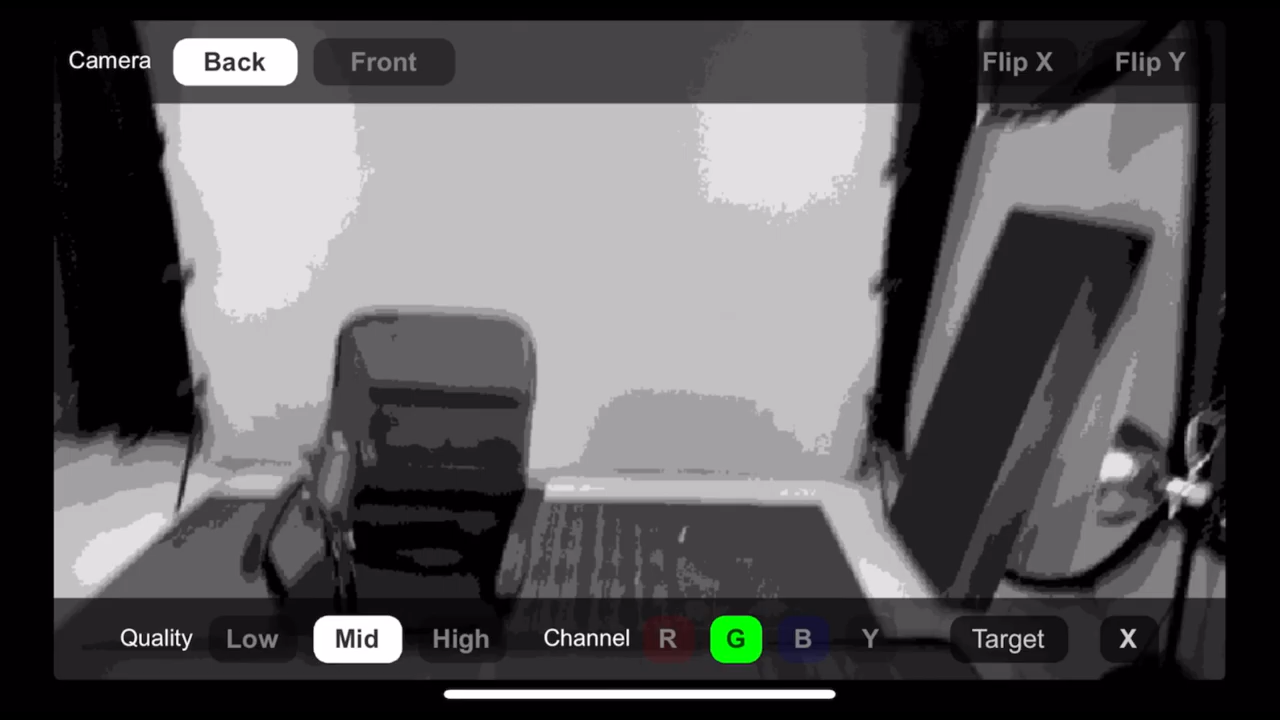 Camera Back Front Flip X Flip Y
Quality Low Mid High Channel R G B Y Target X